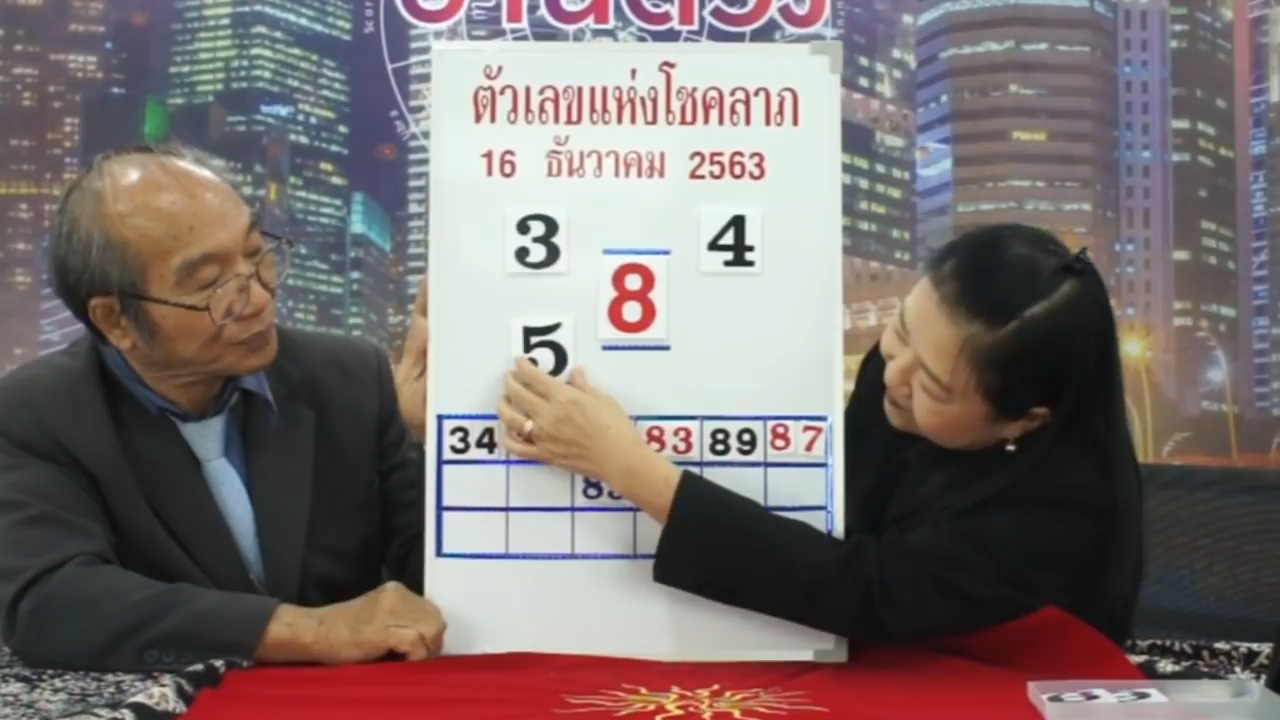 ตัวเลขแห่งโชคลาภ
16 ธันวาคม 2563
3 4
8
5
34 83 89 87